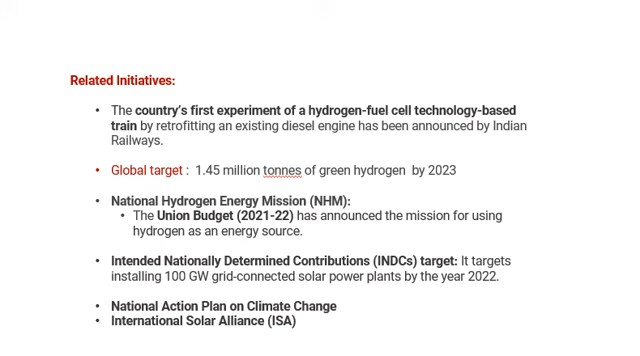 Related Initiatives:
• The country's first experiment of a hydrogen-fuel cell technology-based
train by retrofitting an existing diesel engine has been announced by Indian
Railways.
• Global target : 1.45 million tonnes of green hydrogen by 2023
• National Hydrogen Energy Mission (NHM):
• The Union Budget (2021-22) has announced the mission for using
hydrogen as an energy source.
• Intended Nationally Determined Contributions (INDCs) target: It targets
installing 100 GW grid-connected solar power plants by the year 2022.
• National Action Plan on Climate Change
• International Solar Alliance (ISA)